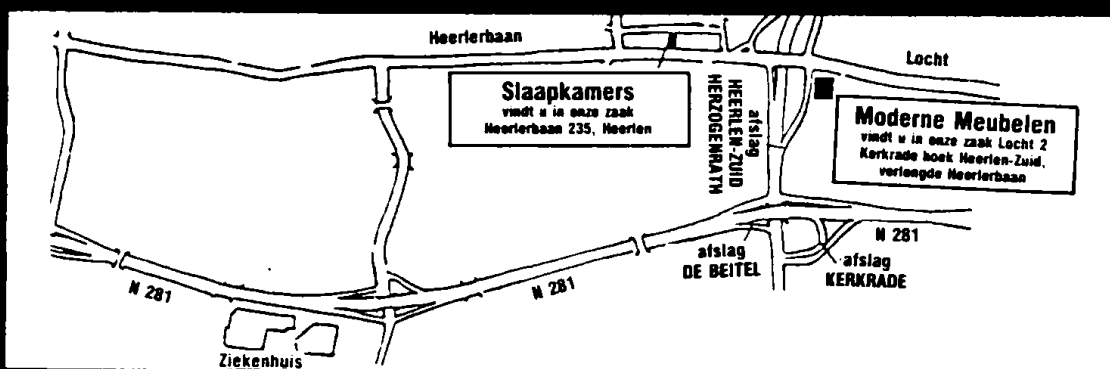 Heerlerbaan
Locht
Slaapkamers
vindt u in onze zaak
Heerlerbaan 235, Heerlen
afslag
HEERLEN-ZUID
HERZOGENRATH
Moderne Meubelen
vindt u in onze zaak Locht 2
Kerkrade hoek Heerlen-Zuid,
verlengde Heerlerbaan
N 281
afslag
DE BEITEL
afslag
KERKRADE
N 281
N 281
Ziekenhuis